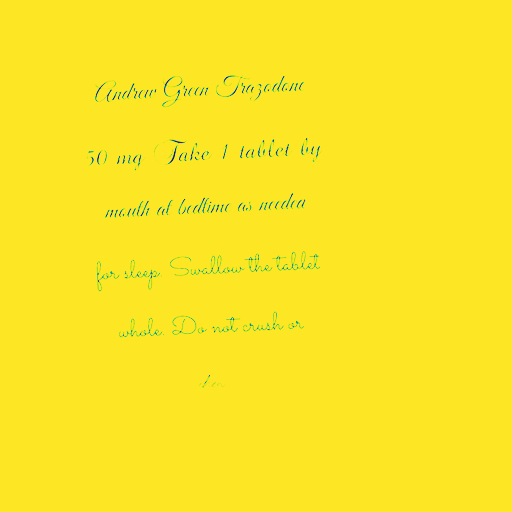 Andrew Green Trazodone
50 mg Take 1 tablet by
mouth at bedtime as needed
for sleep. Swallow the tablet
whole. Do not crush or